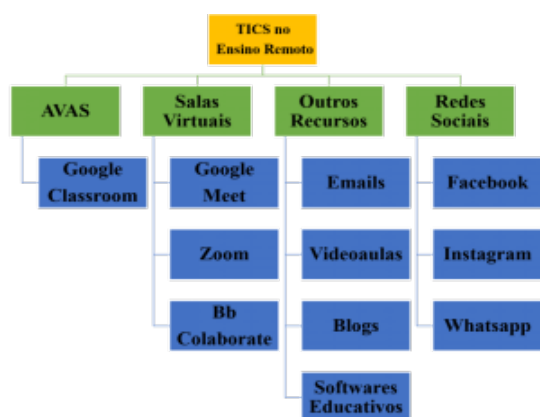 TICS no
Ensino Remoto
AVAS
Salas
Virtuais
Outros
Recursos
Redes
Sociais
Google
Classroom
Google
Meet
Zoom
Bb
Colaborate
Emails
Videoaulas
Blogs
Softwares
Educativos
Facebook
Instagram
Whatsapp